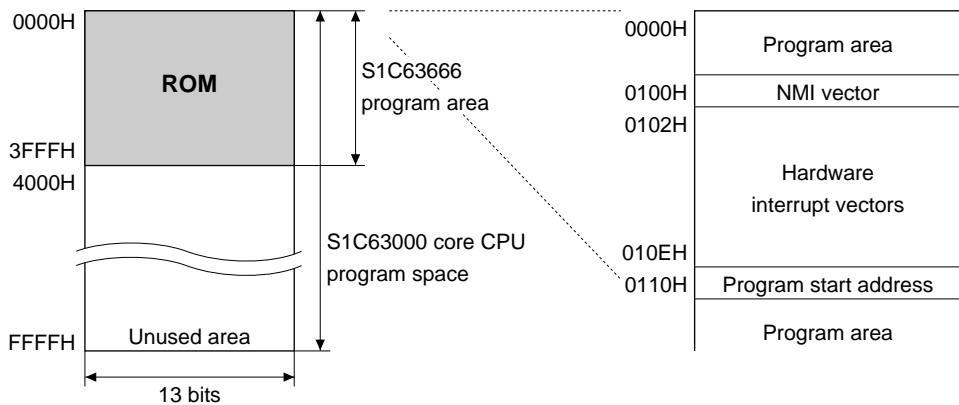 0000H
ROM
3FFFH
4000H
FFFFH
Unused area
13 bits
S1C63666
program area
S1C63000 core CPU
program space
0000H
Program area
0100H
NMI vector
0102H
Hardware
interrupt vectors
010EH
0110H
Program start address
Program area